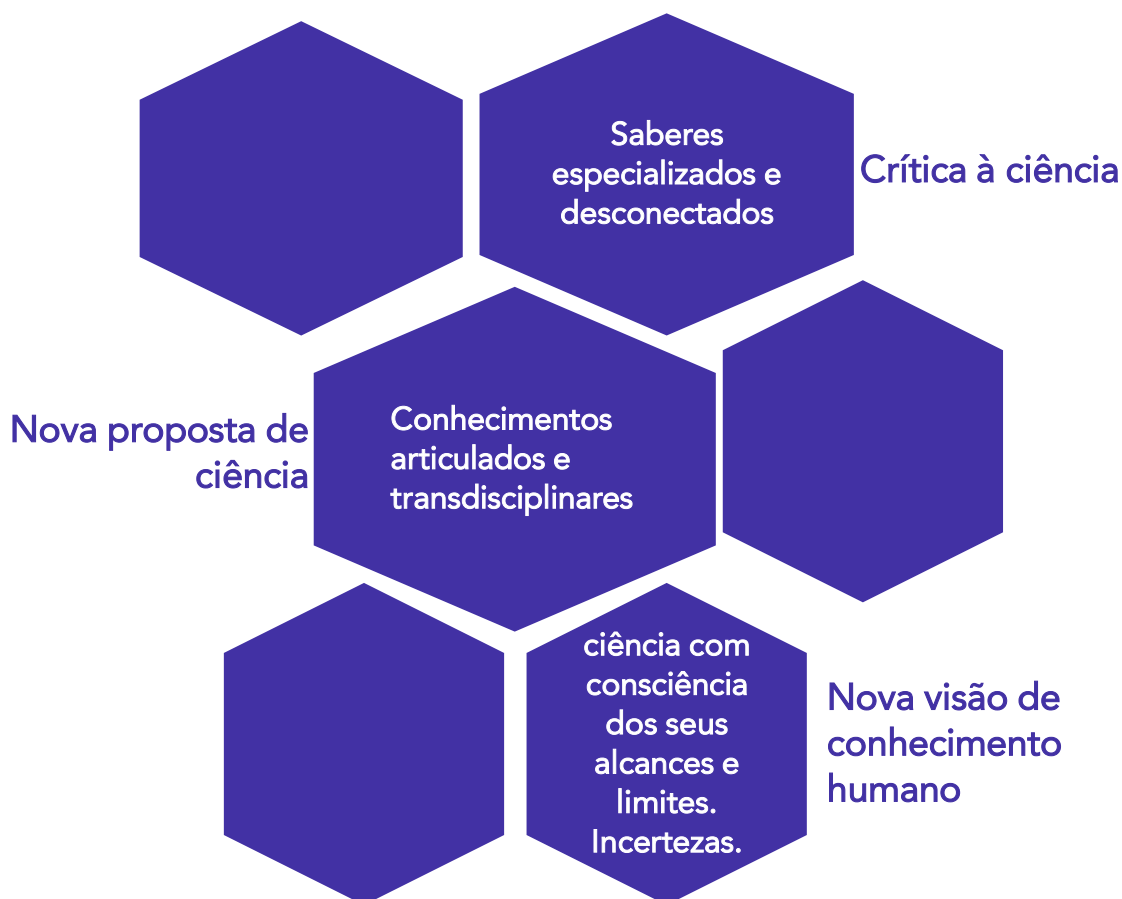 Saberes
especializados e
desconectados
Crítica à ciência
Nova proposta de
ciência
Conhecimentos
articulados e
transdisciplinares
ciência com
consciência
dos seus
alcances e
limites.
Incertezas.
Nova visão de
conhecimento
humano